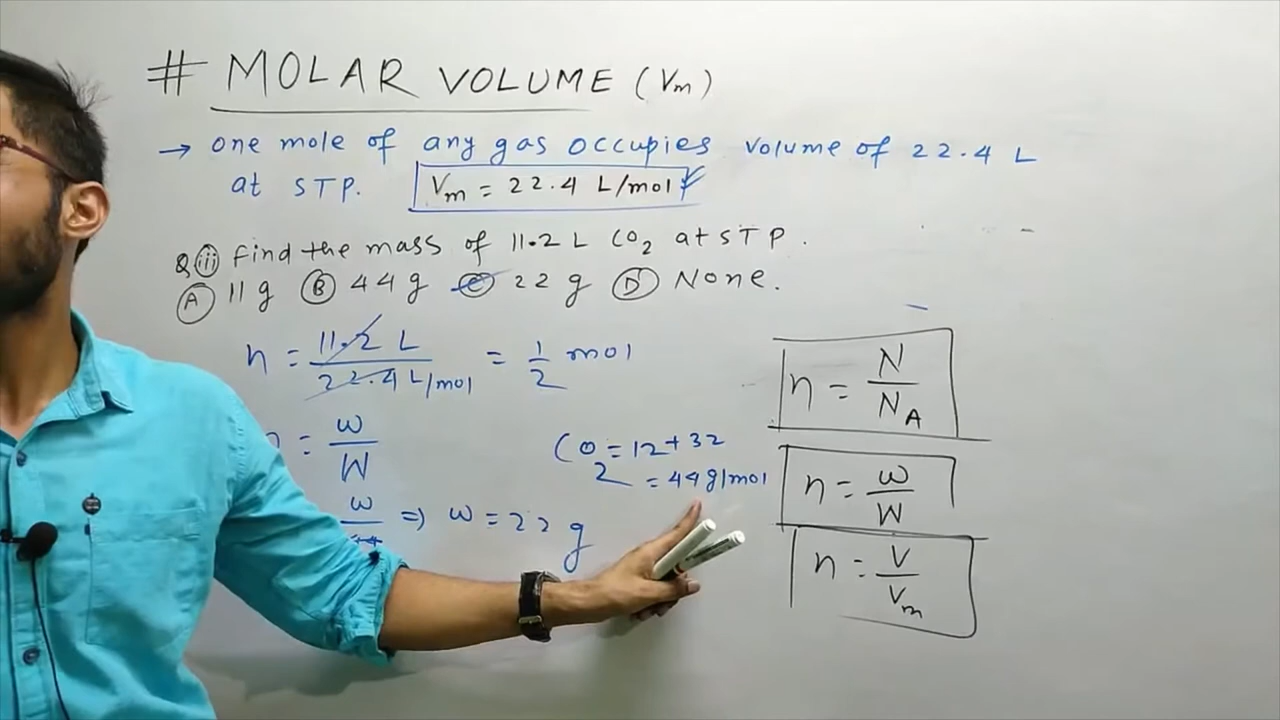 # MOLAR VOLUME (Vm)
→ one mole of any gas occupies volume of 22.4 L
at STP. Vm = 22.4 L/mol
Q (iii) Find the mass of 11.2 L CO2 at STP.
(A) 11 g (B) 44 g (C) 22 g (D) None.
n = 11.2 L / 22.4 L/mol = 1/2 mol
= w/W
w/44 ⇒ w = 22 g
CO2 = 12 + 32
= 44 g/mol
n = N/NA
n = w/W
n = V/Vm